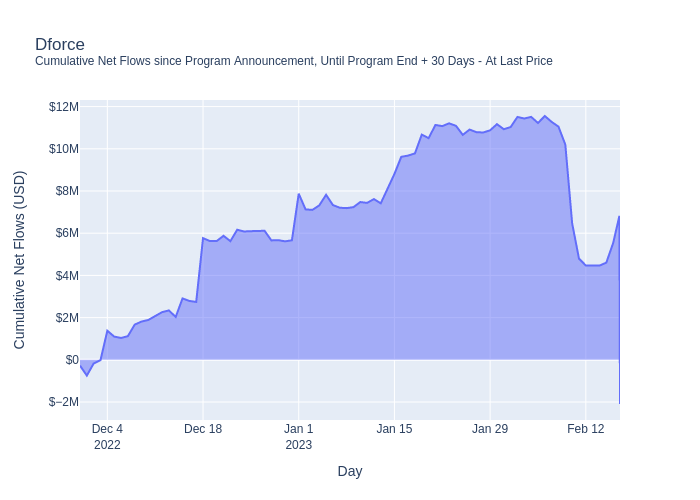 Dforce
Cumulative Net Flows since Program Announcement, Until Program End + 30 Days - At Last Price
Cumulative Net Flows (USD)
$12M
$10M
$8M
$6M
$4M
$2M
$0
$−2M
Dec 4
2022
Dec 18
Jan 1
2023
Jan 15
Jan 29
Feb 12
Day